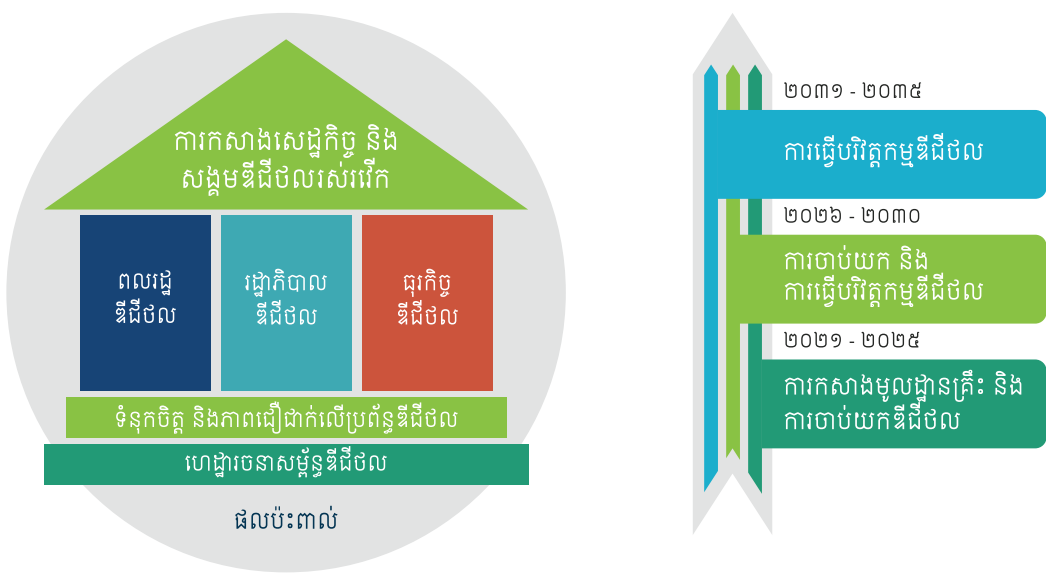 ការកសាងសេដ្ឋកិច្ច និង
សង្គមឌីជីថលរស់រវើក
ពលរដ្ឋ
ឌីជីថល
រដ្ឋាភិបាល
ឌីជីថល
ធុរកិច្ច
ឌីជីថល
ទំនុកចិត្ត និងភាពជឿជាក់លើប្រព័ន្ធឌីជីថល
ហេដ្ឋារចនាសម្ព័ន្ធឌីជីថល
ផលប៉ះពាល់
២០៣១ - ២០៣៥
ការធ្វើបរិវត្តកម្មឌីជីថល
២០២៦ - ២០៣០
ការចាប់យក និង
ការធ្វើបរិវត្តកម្មឌីជីថល
២០២១ - ២០២៥
ការកសាងមូលដ្ឋានគ្រឹះ និង
ការចាប់យកឌីជីថល